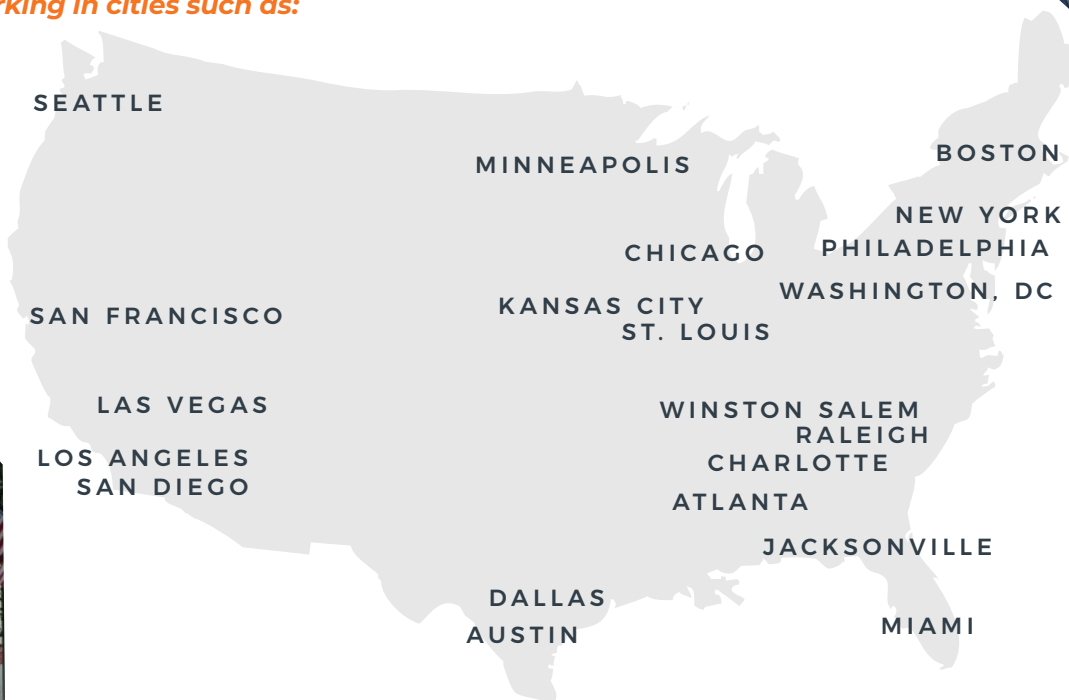 rking in cities such as:
SEATTLE
MINNEAPOLIS
BOSTON
NEW YORK
PHILADELPHIA
CHICAGO
WASHINGTON, DC
KANSAS CITY
SAN FRANCISCO
ST. LOUIS
LAS VEGAS
WINSTON SALEM
RALEIGH
LOS ANGELES
CHARLOTTE
SAN DIEGO
ATLANTA
JACKSONVILLE
DALLAS
MIAMI
AUSTIN